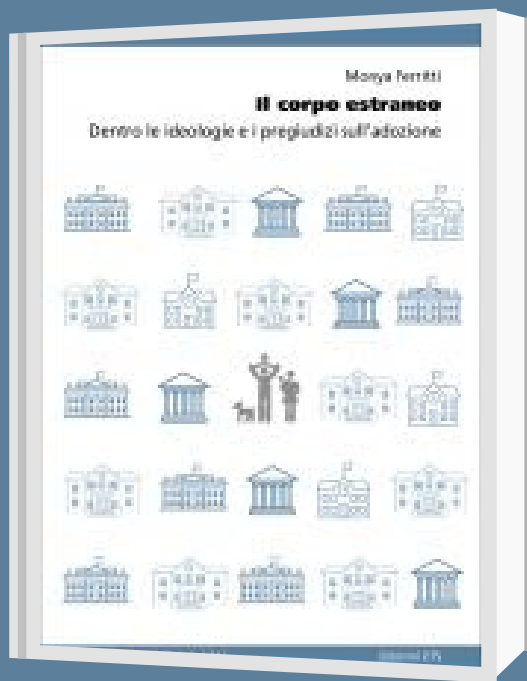 Monya Ferritti
il corpo estraneo
Dentro le ideologie e i pregiudizi sull'adozione